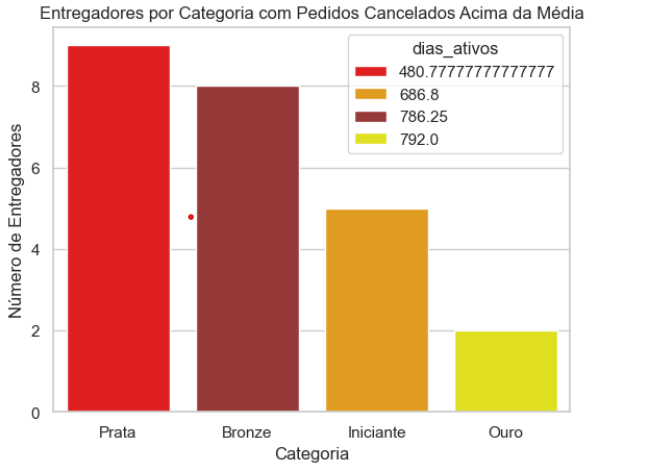 Entregadores por Categoria com Pedidos Cancelados Acima da Média
dias_ativos
480.77777777777777
686.8
786.25
792.0
Número de Entregadores
8
6
4
2
0
Prata Bronze Iniciante Ouro
Categoria